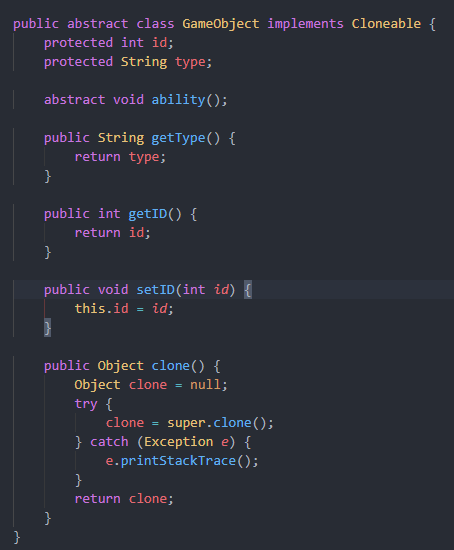 public abstract class GameObject implements Cloneable {
    protected int id;
    protected String type;

    abstract void ability();

    public String getType() {
        return type;
    }

    public int getID() {
        return id;
    }

    public void setID(int id) {
        this.id = id;
    }

    public Object clone() {
        Object clone = null;
        try {
            clone = super.clone();
        } catch (Exception e) {
            e.printStackTrace();
        }
        return clone;
    }
}